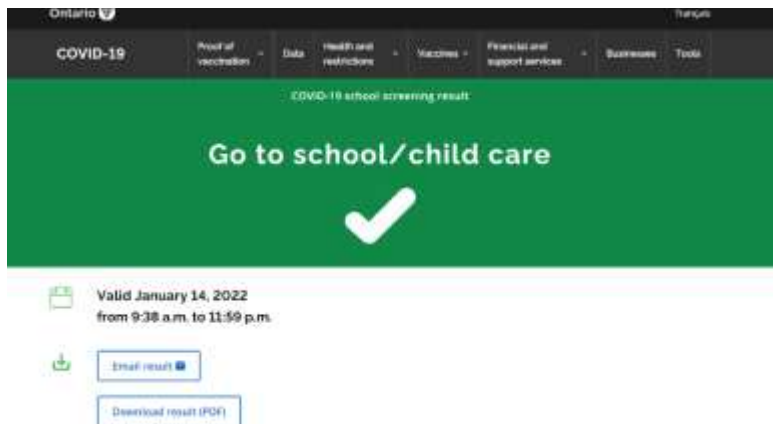 Ontario
français
COVID-19
Proof of vaccination
Data
Health and restrictions
Vaccines
Financial and support services
Businesses
Tools
COVID-19 school screening result
Go to school/child care
Valid January 14, 2022
from 9:38 a.m. to 11:59 p.m.
Email result
Download result (PDF)